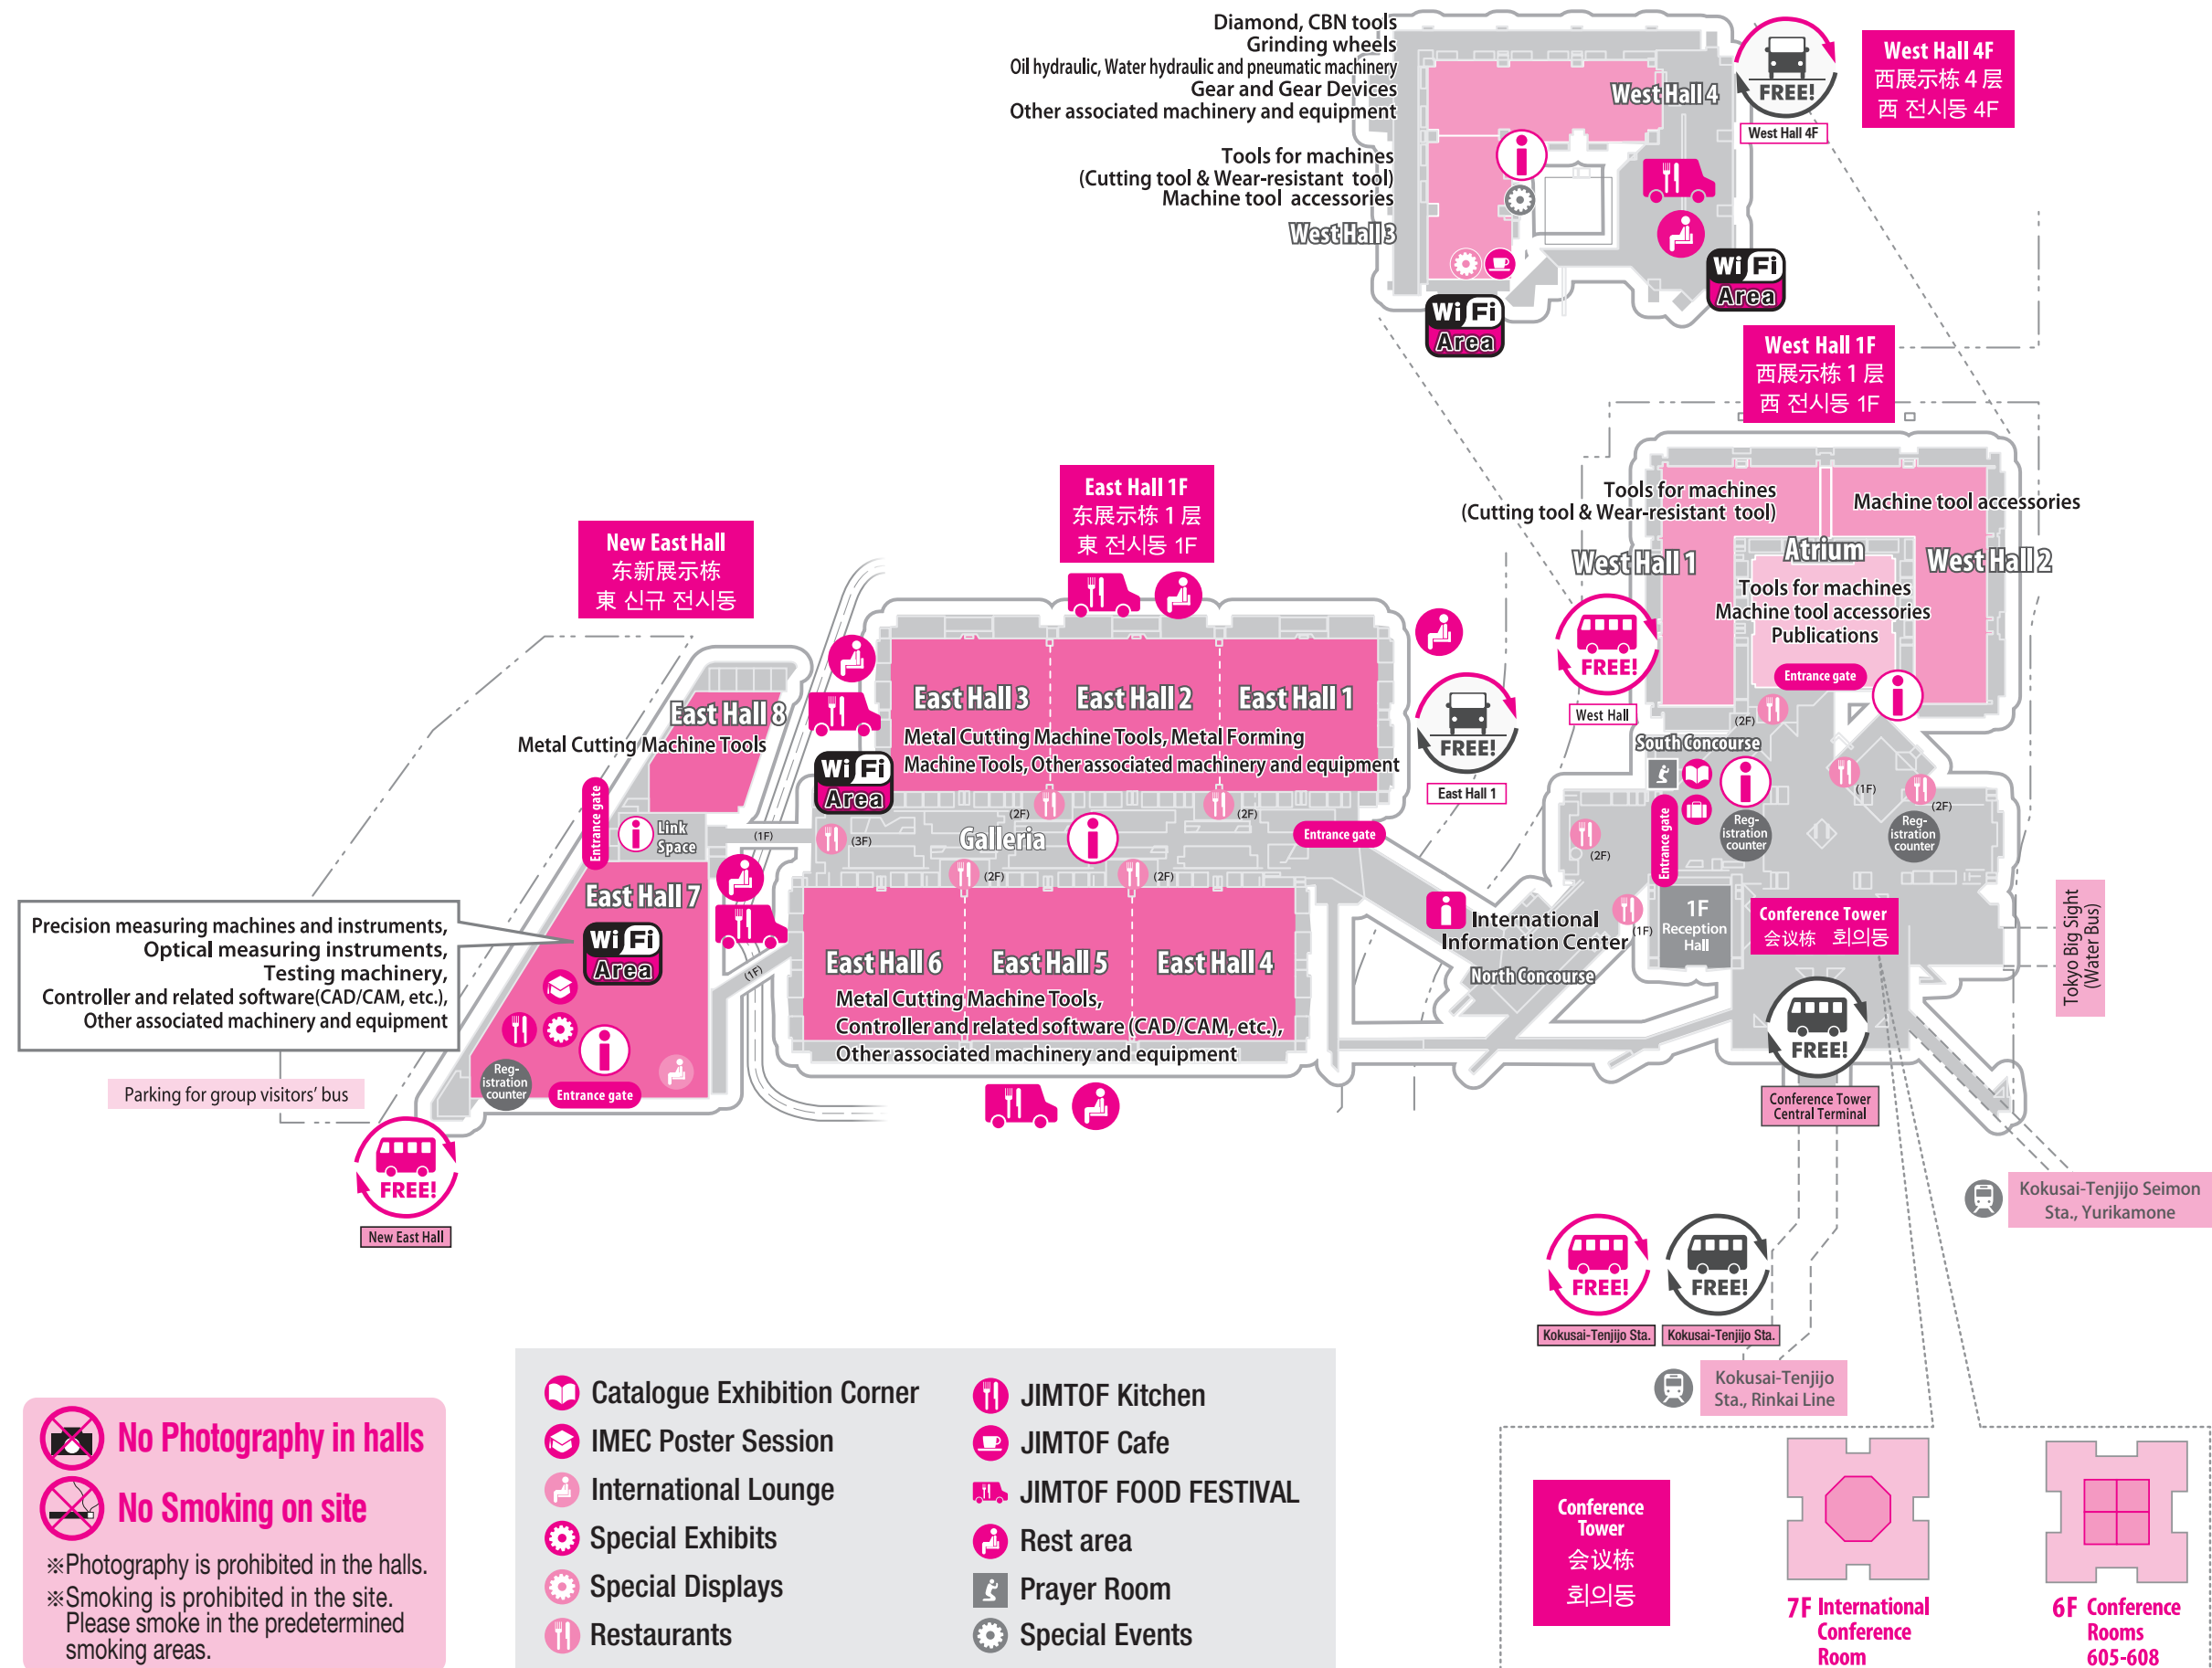 Diamond, CBN tools
Grinding wheels
Oil hydraulic, Water hydraulic and pneumatic machinery
Gear and Gear Devices
Other associated machinery and equipment
West Hall 4
FREE!
West Hall 4F
West Hall 4F
西展示栋 4 层
西 전시동 4F
Tools for machines
(Cutting tool & Wear-resistant tool)
Machine tool accessories
West Hall 3
Wi Fi
Area
Wi Fi
Area
West Hall 1F
西展示栋 1 层
西 전시동 1F
Tools for machines
(Cutting tool & Wear-resistant tool)
Machine tool accessories
West Hall 1
Atrium
West Hall 2
Tools for machines
Machine tool accessories
Publications
Entrance gate
FREE!
West Hall
(2F)
South Concourse
(1F)
(2F)
Reg-
istration
counter
Reg-
istration
counter
Entrance gate
(2F)
(1F)
1F
Reception
Hall
Conference Tower
会议栋 회의동
Tokyo Big Sight
(Water Bus)
East Hall 1F
东展示栋 1 层
東 전시동 1F
New East Hall
东新展示栋
東 신규 전시동
East Hall 3
East Hall 2
East Hall 1
Metal Cutting Machine Tools, Metal Forming
Machine Tools, Other associated machinery and equipment
FREE!
East Hall 1
East Hall 8
Metal Cutting Machine Tools
Wi Fi
Area
Entrance gate
Link
Space
(1F)
(3F)
(2F)
(2F)
Galleria
Entrance gate
(2F)
(2F)
East Hall 7
Wi Fi
Area
(1F)
Precision measuring machines and instruments,
Optical measuring instruments,
Testing machinery,
Controller and related software(CAD/CAM, etc.),
Other associated machinery and equipment
Parking for group visitors' bus
Reg-
istration
counter
Entrance gate
FREE!
New East Hall
East Hall 6
East Hall 5
East Hall 4
Metal Cutting Machine Tools,
Controller and related software (CAD/CAM, etc.),
Other associated machinery and equipment
International
Information Center
North Concourse
FREE!
Conference Tower
Central Terminal
Kokusai-Tenjijo Seimon
Sta., Yurikamone
FREE!
FREE!
Kokusai-Tenjijo Sta.
Kokusai-Tenjijo Sta.
Kokusai-Tenjijo
Sta., Rinkai Line
No Photography in halls
No Smoking on site
※Photography is prohibited in the halls.
※Smoking is prohibited in the site.
Please smoke in the predetermined
smoking areas.
Catalogue Exhibition Corner
IMEC Poster Session
International Lounge
Special Exhibits
Special Displays
Restaurants
JIMTOF Kitchen
JIMTOF Cafe
JIMTOF FOOD FESTIVAL
Rest area
Prayer Room
Special Events
Conference
Tower
会议栋
회의동
7F International
Conference
Room
6F Conference
Rooms
605-608